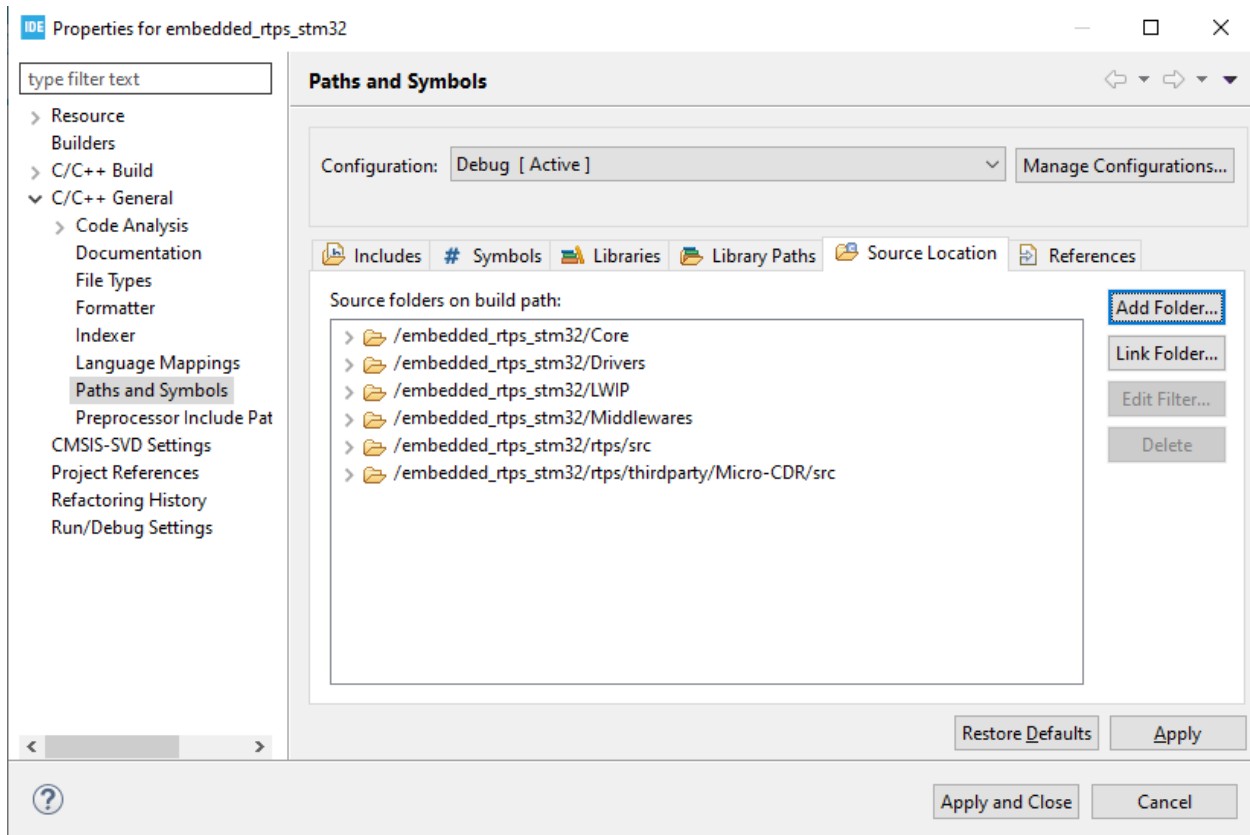 IDE Properties for embedded_rtps_stm32
type filter text
Resource
Builders
C/C++ Build
C/C++ General
Code Analysis
Documentation
File Types
Formatter
Indexer
Language Mappings
Paths and Symbols
Preprocessor Include Pat
CMSIS-SVD Settings
Project References
Refactoring History
Run/Debug Settings
Paths and Symbols
Configuration: Debug [ Active ] Manage Configurations...
Includes # Symbols Libraries Library Paths Source Location References
Source folders on build path:
/embedded_rtps_stm32/Core
/embedded_rtps_stm32/Drivers
/embedded_rtps_stm32/LWIP
/embedded_rtps_stm32/Middlewares
/embedded_rtps_stm32/rtps/src
/embedded_rtps_stm32/rtps/thirdparty/Micro-CDR/src
Add Folder...
Link Folder...
Edit Filter...
Delete
Restore Defaults Apply
? Apply and Close Cancel